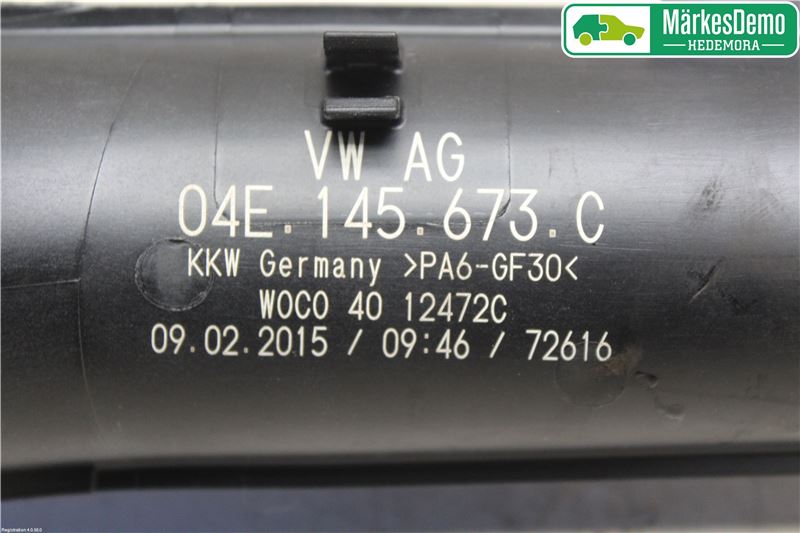 MärkesDemo
HEDEMORA
VW AG
04E.145.673.C
KKW Germany >PA6-GF30<
WOCO 40 12472C
09.02.2015 / 09:46 / 72616